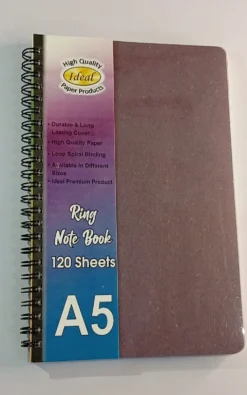 High Quality
Ideal
Paper Products
• Durable & Long
Lasting Cover
• High Quality Paper
• Loop Spiral Binding
• Available in Different
Sizes
• Ideal Premium Product
Ring
Note Book
120 Sheets
A5